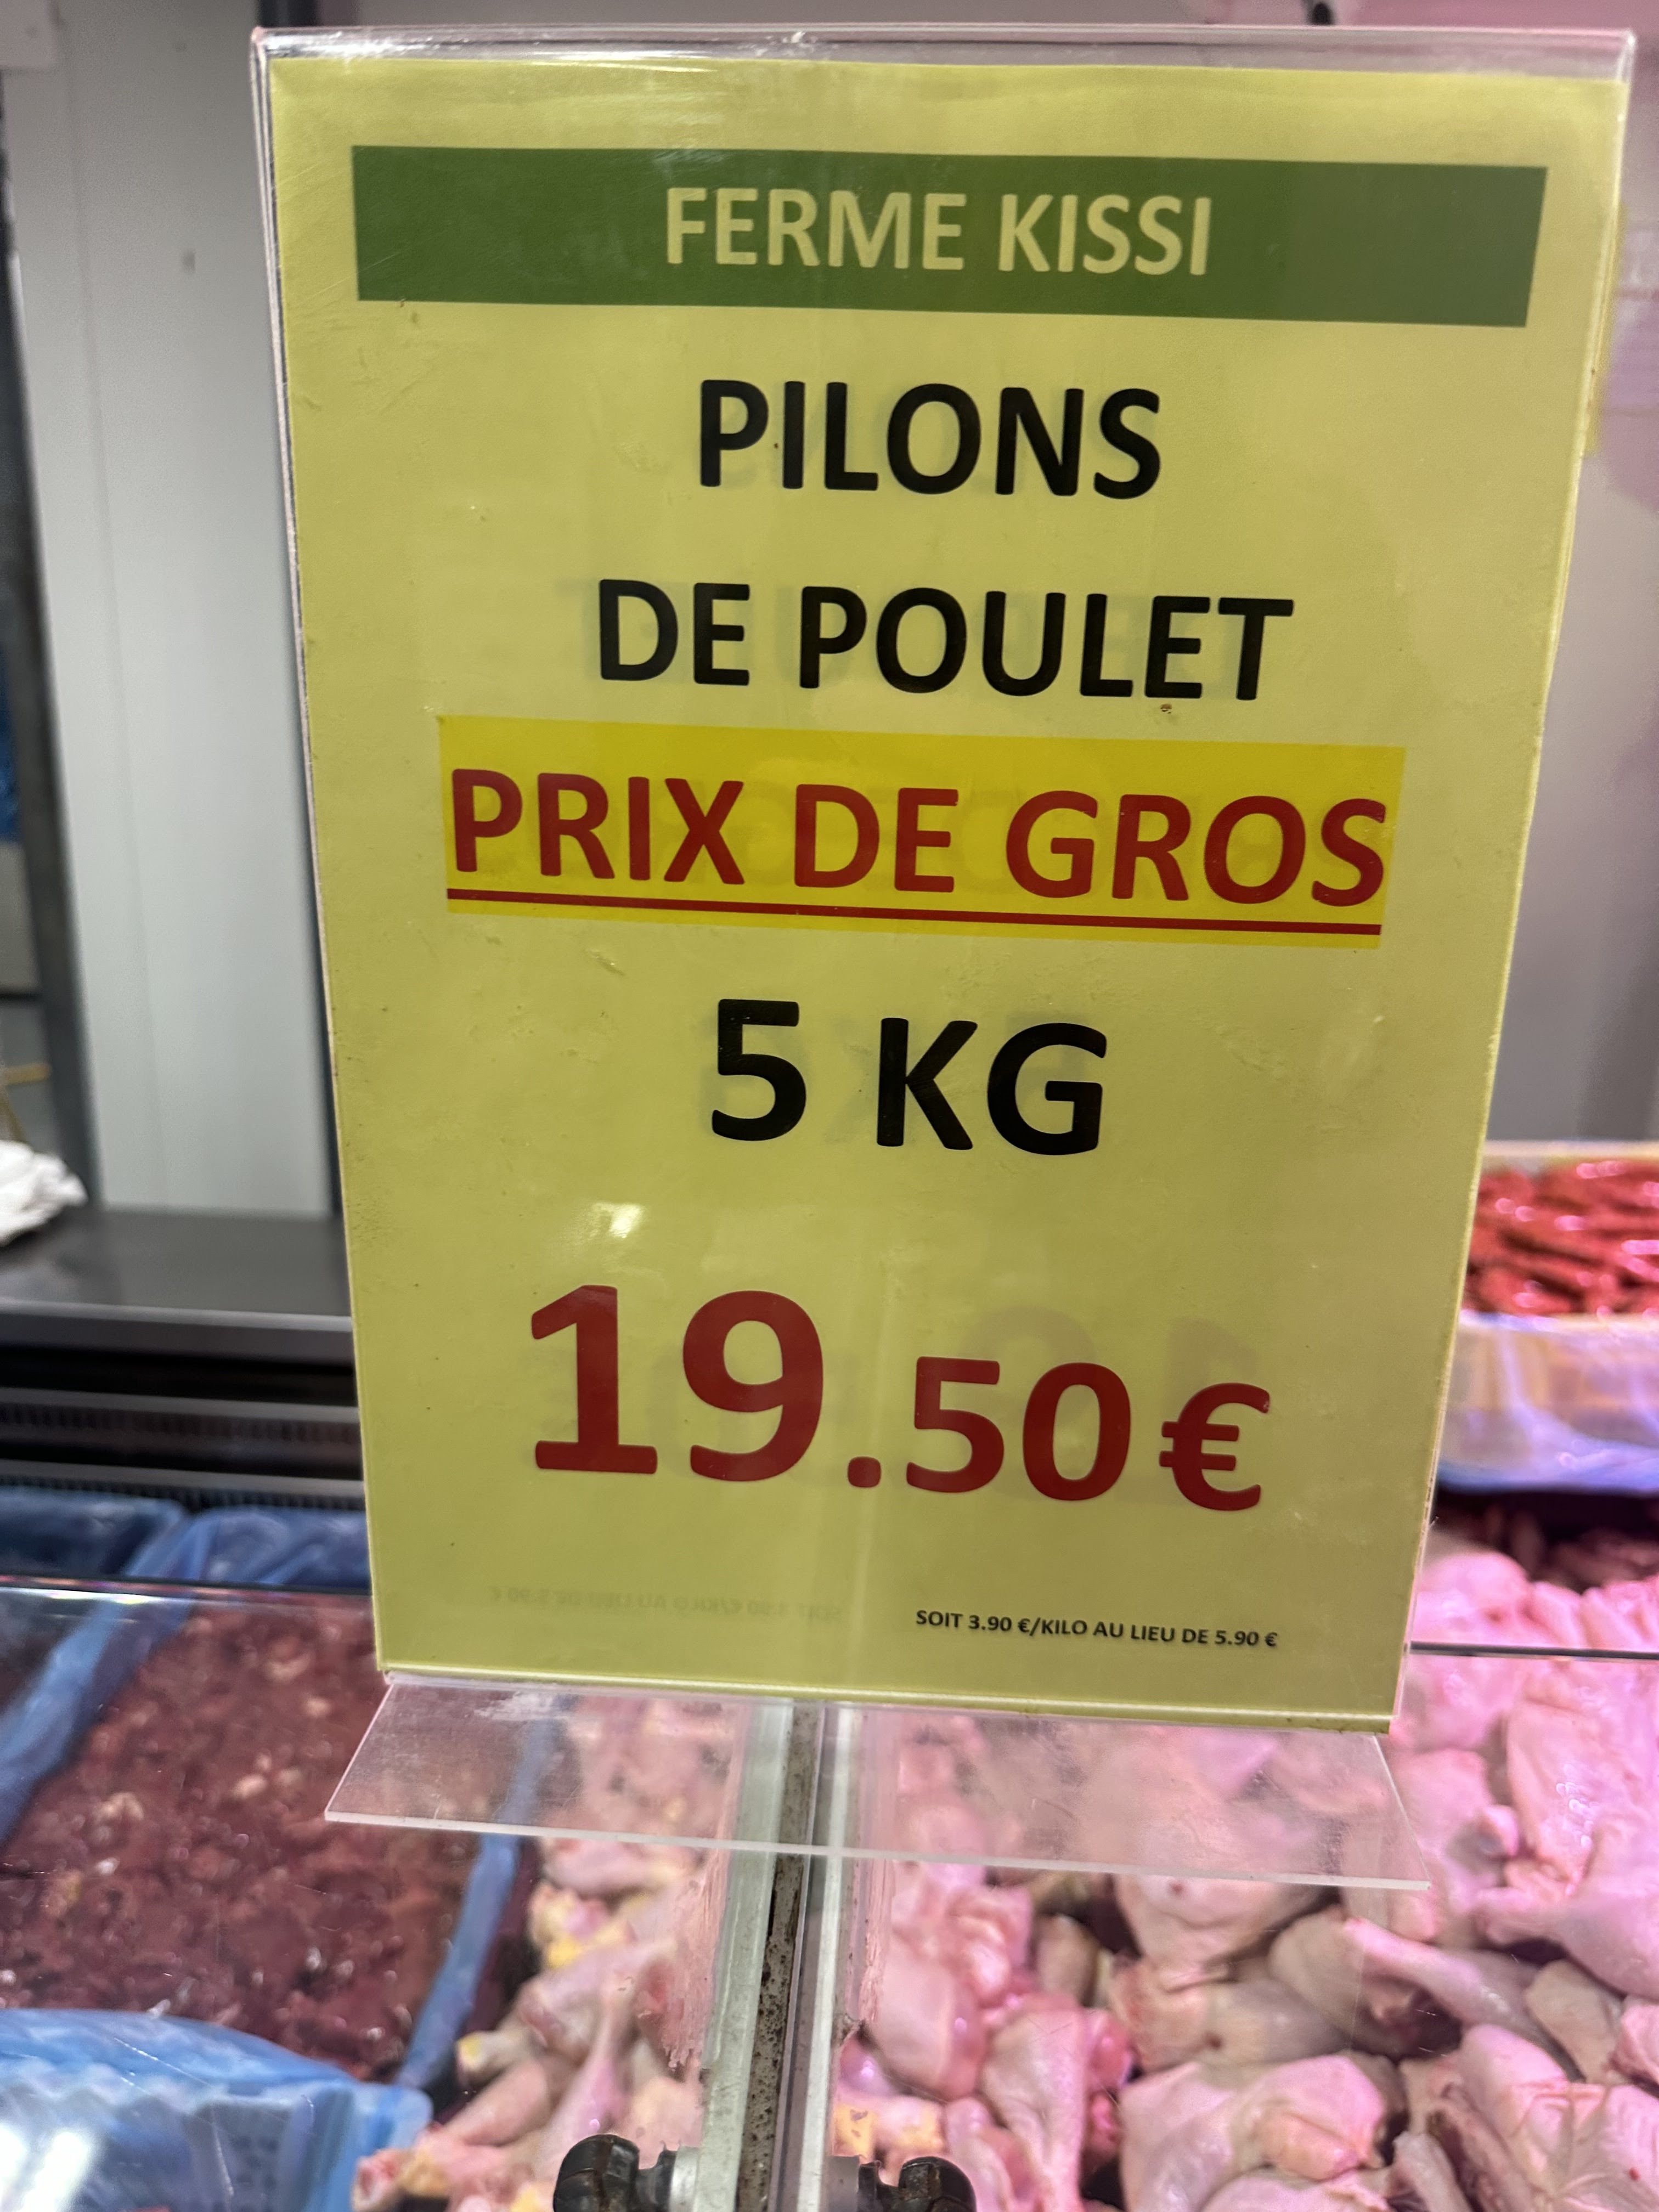 FERME KISSI
PILONS
DE POULET
PRIX DE GROS
5 KG
19.50 €
SOIT 3.90 €/KILO AU LIEU DE 5.90 €